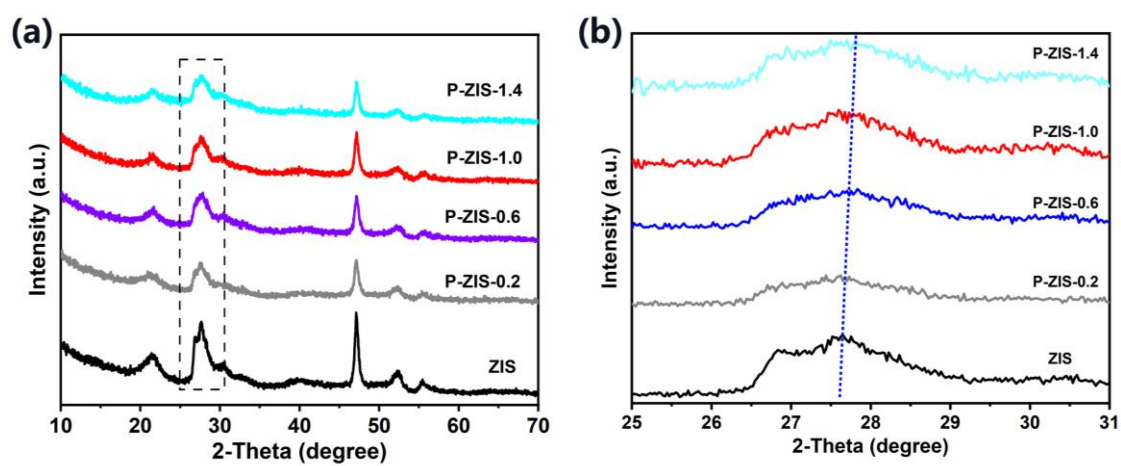 (a)
Intensity (a.u.)
P-ZIS-1.4
P-ZIS-1.0
P-ZIS-0.6
P-ZIS-0.2
ZIS
10 20 30 40 50 60 70
2-Theta (degree)
(b)
Intensity (a.u.)
P-ZIS-1.4
P-ZIS-1.0
P-ZIS-0.6
P-ZIS-0.2
ZIS
25 26 27 28 29 30 31
2-Theta (degree)